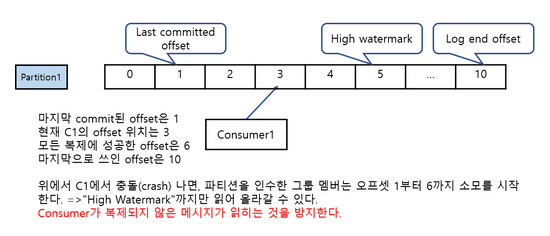 Last committed
offset
High watermark
Log end offset
Partition1
0 1 2 3 4 5 ... 10
Consumer1
마지막 commit된 offset은 1
현재 C1의 offset 위치는 3
모든 복제에 성공한 offset은 6
마지막으로 쓰인 offset은 10
위에서 C1에서 충돌(crash) 나면, 파티션을 인수한 그룹 멤버는 오프셋 1부터 6까지 소모를 시작
한다. =>"High Watermark"까지만 읽어 올라갈 수 있다.
Consumer가 복제되지 않은 메시지가 읽히는 것을 방지한다.